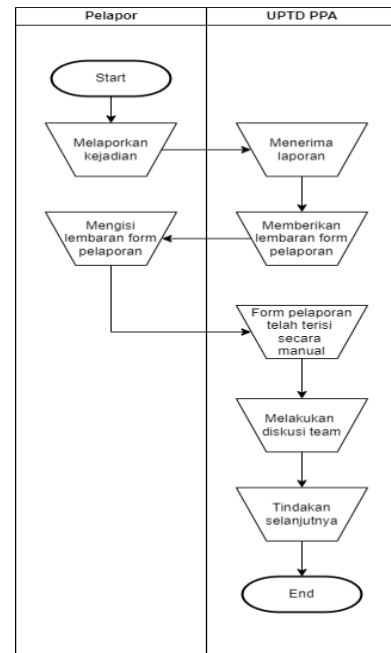 Pelapor
UPTD PPA
Start
Melaporkan
kejadian
Menerima
laporan
Memberikan
lembaran form
pelaporan
Mengisi
lembaran form
pelaporan
Form pelaporan
telah terisi
secara
manual
Melakukan
diskusi team
Tindakan
selanjutnya
End